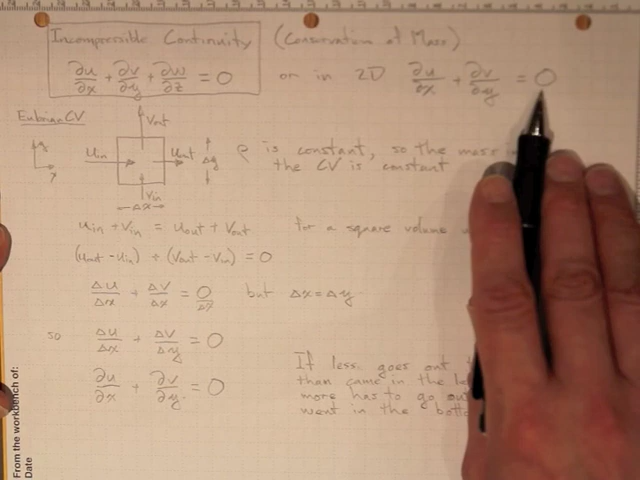 Incompressible Continuity (Conservation of Mass)
∂u/∂x + ∂v/∂y + ∂w/∂z = 0 or in 2D ∂u/∂x + ∂v/∂y = 0
Eulerian CV
Vout
y
x
Uin Uout Δy
Vin
Δx
ρ is constant, so the mass in
the CV is constant
Uin + Vin = Uout + Vout for a square volume
(Uout - Uin) + (Vout - Vin) = 0
Δu/Δx + Δv/Δx = 0/Δx but Δx = Δy
so Δu/Δx + Δv/Δy = 0
∂u/∂x + ∂v/∂y = 0
If less goes out
than came in the
more has to go out
went in the
From the workbench of:
Date